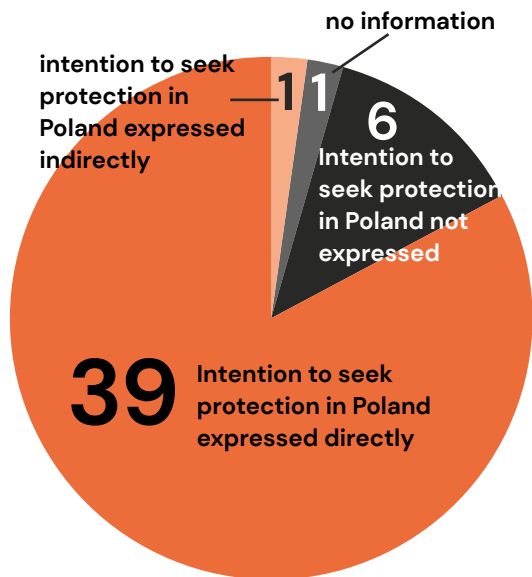 no information
intention to seek
protection in
Poland expressed
indirectly
1
1
6
Intention to
seek protection
in Poland not
expressed
39
Intention to seek
protection in Poland
expressed directly